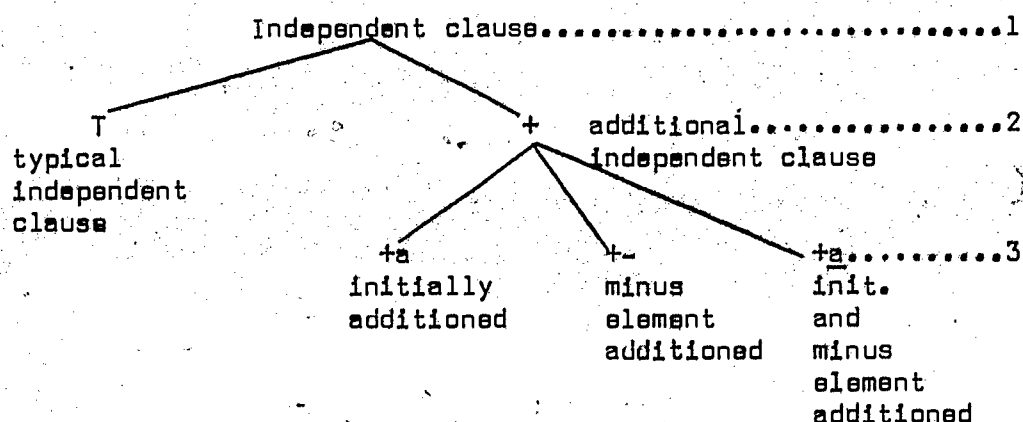 Independent clause..............................1
T + additional.................2
typical independent clause
independent
clause
+a +- +a..........3
initially minus init.
additioned element and
additioned minus
element
additioned